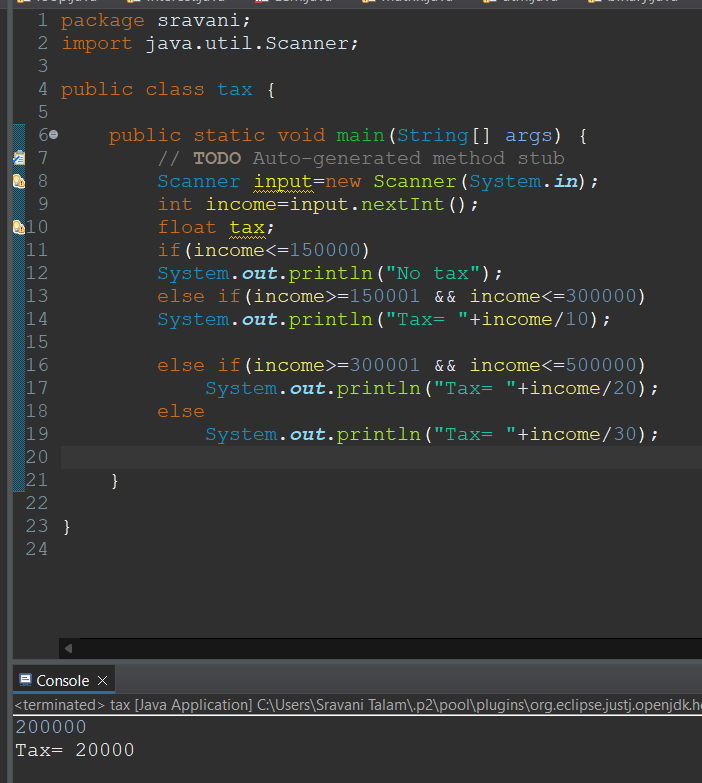 1 package sravani;
2 import java.util.Scanner;
3
4 public class tax {
5
6 public static void main(String[] args) {
7 // TODO Auto-generated method stub
8 Scanner input=new Scanner(System.in);
9 int income=input.nextInt();
10 float tax;
11 if(income<=150000)
12 System.out.println("No tax");
13 else if(income>=150001 && income<=300000)
14 System.out.println("Tax= "+income/10);
15
16 else if(income>=300001 && income<=500000)
17 System.out.println("Tax= "+income/20);
18 else
19 System.out.println("Tax= "+income/30);
20
21 }
22
23 }
24
Console
<terminated> tax [Java Application] C:\Users\Sravani Talam\.p2\pool\plugins\org.eclipse.justj.openjdk.h
200000
Tax= 20000